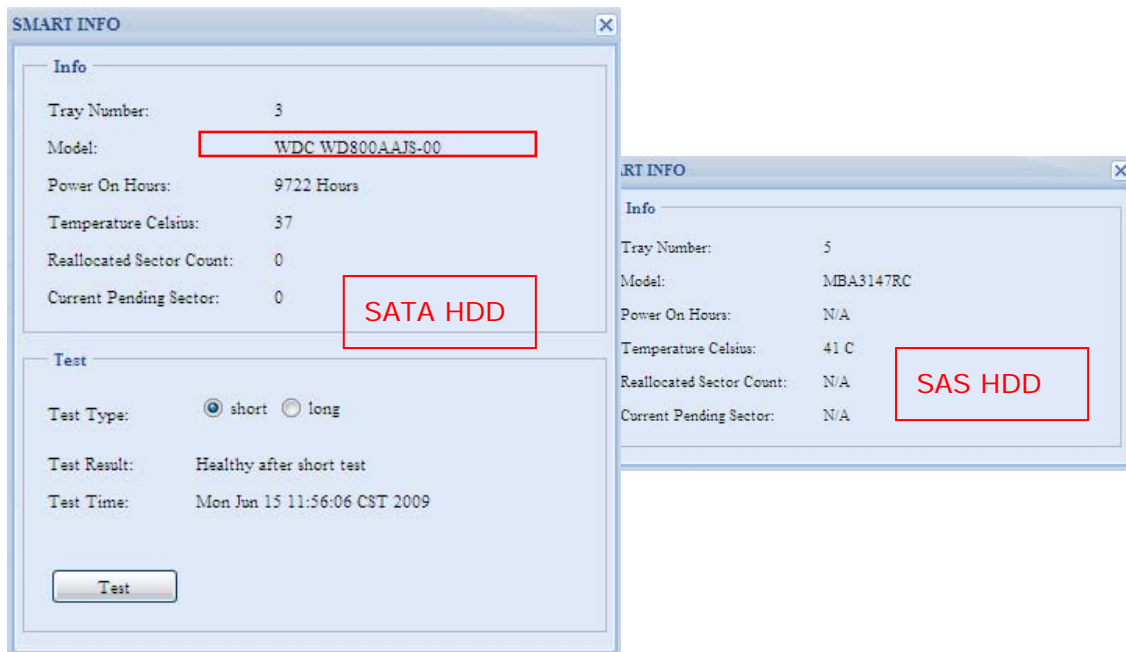 SMART INFO
Info
Tray Number: 3
Model: WDC WD800AAJS-00
Power On Hours: 9722 Hours
Temperature Celsius: 37
Reallocated Sector Count: 0
Current Pending Sector: 0
SATA HDD
Test
Test Type: short long
Test Result: Healthy after short test
Test Time: Mon Jun 15 11:56:06 CST 2009
Test
ART INFO
Info
Tray Number: 5
Model: MBA3147RC
Power On Hours: N/A
Temperature Celsius: 41 C
Reallocated Sector Count: N/A
Current Pending Sector: N/A
SAS HDD